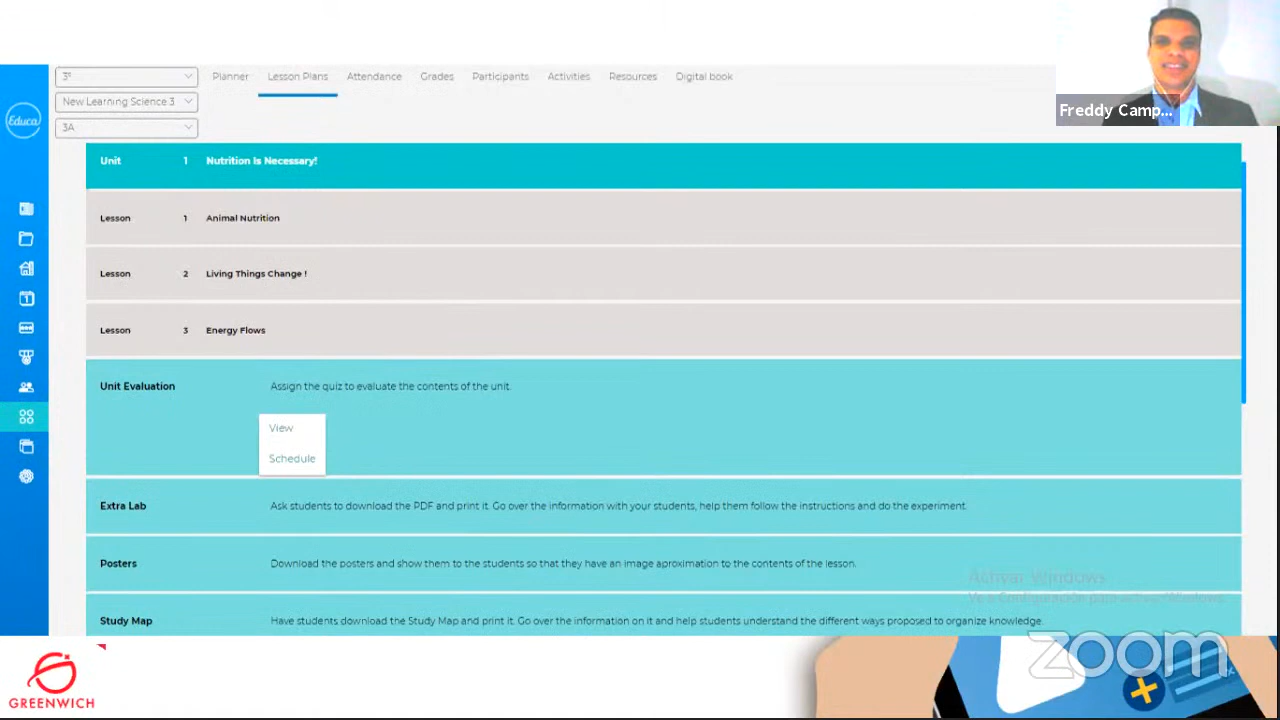 Freddy Camp...
3°
Planner
Lesson Plans
Attendance
Grades
Participants
Activities
Resources
Digital book
New Learning Science 3
3A
Educa
Unit 1 Nutrition Is Necessary!
Lesson 1 Animal Nutrition
Lesson 2 Living Things Change !
Lesson 3 Energy Flows
Unit Evaluation Assign the quiz to evaluate the contents of the unit.
View
Schedule
Extra Lab Ask students to download the PDF and print it. Go over the information with your students, help them follow the instructions and do the experiment.
Posters Download the posters and show them to the students so that they have an image aproximation to the contents of the lesson.
Activar Windows
Ve a Configuración para activar Windows.
Study Map Have students download the Study Map and print it. Go over the information on it and help students understand the different ways proposed to organize knowledge.
zoom
GREENWICH